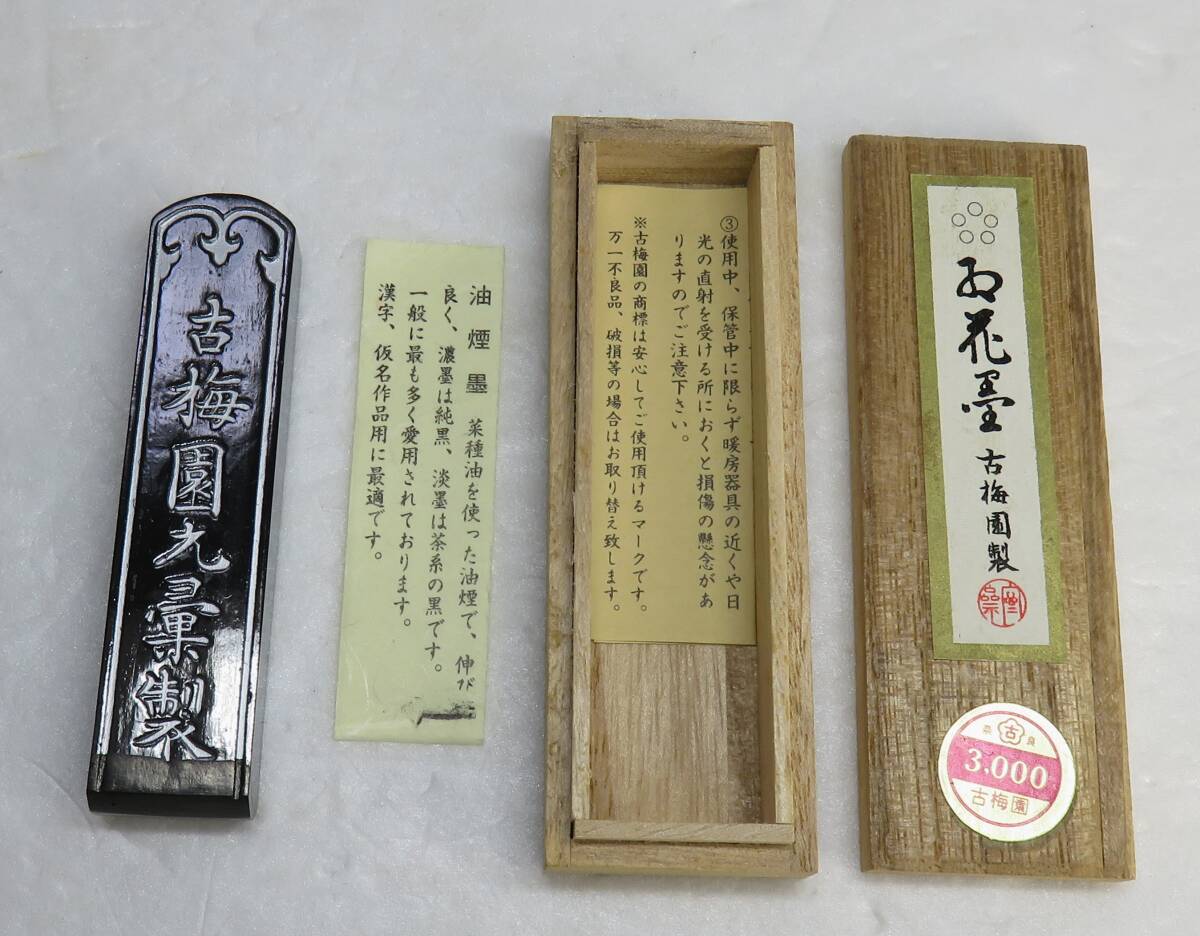 古梅園九彙製
油煙墨 菜種油を使った油煙で、伸び
良く、濃墨は純黒、淡墨は茶系の黒です。
一般に最も多く愛用されております。
漢字、仮名作品用に最適です。
③使用中、保管中に限らず暖房器具の近くや日
光の直射を受ける所におくと損傷の懸念があ
りますのでご注意下さい。
※古梅園の商標は安心してご使用頂けるマークです。
万一不良品、破損等の場合はお取り替え致します。
お花墨 古梅園製
奈 古 良
3,000
古梅園